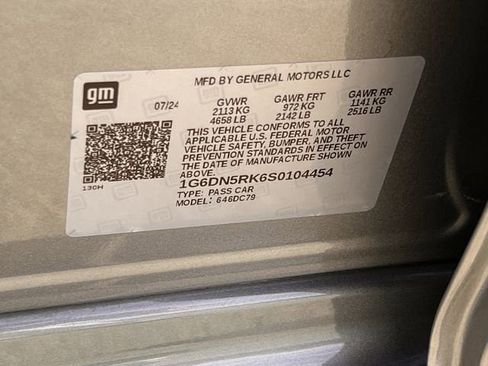 gm
MFD BY GENERAL MOTORS LLC
07/24 GVWR GAWR FRT GAWR RR
2113 KG 972 KG 1141 KG
4658 LB 2142 LB 2516 LB
THIS VEHICLE CONFORMS TO ALL
APPLICABLE U.S. FEDERAL MOTOR
VEHICLE SAFETY, BUMPER, AND THEFT
PREVENTION STANDARDS IN EFFECT ON
THE DATE OF MANUFACTURE SHOWN
ABOVE.
1G6DN5RK6S0104454
TYPE: PASS CAR
MODEL: 646DC79